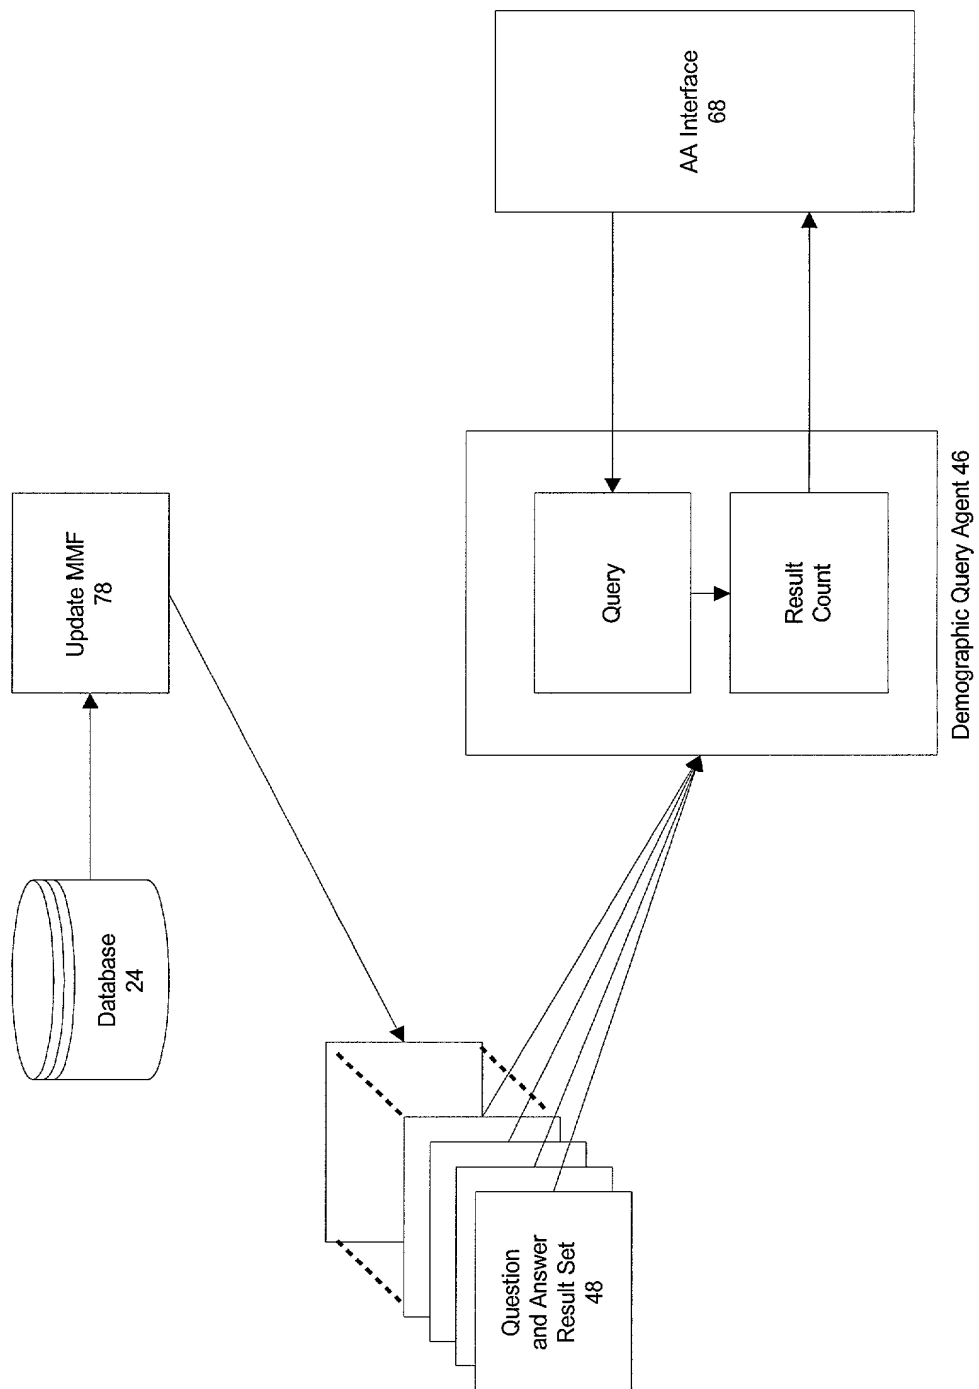 Database
24
Update MMF
78
Question
and Answer
Result Set
48
Query
Result
Count
Demographic Query Agent 46
AA Interface
68